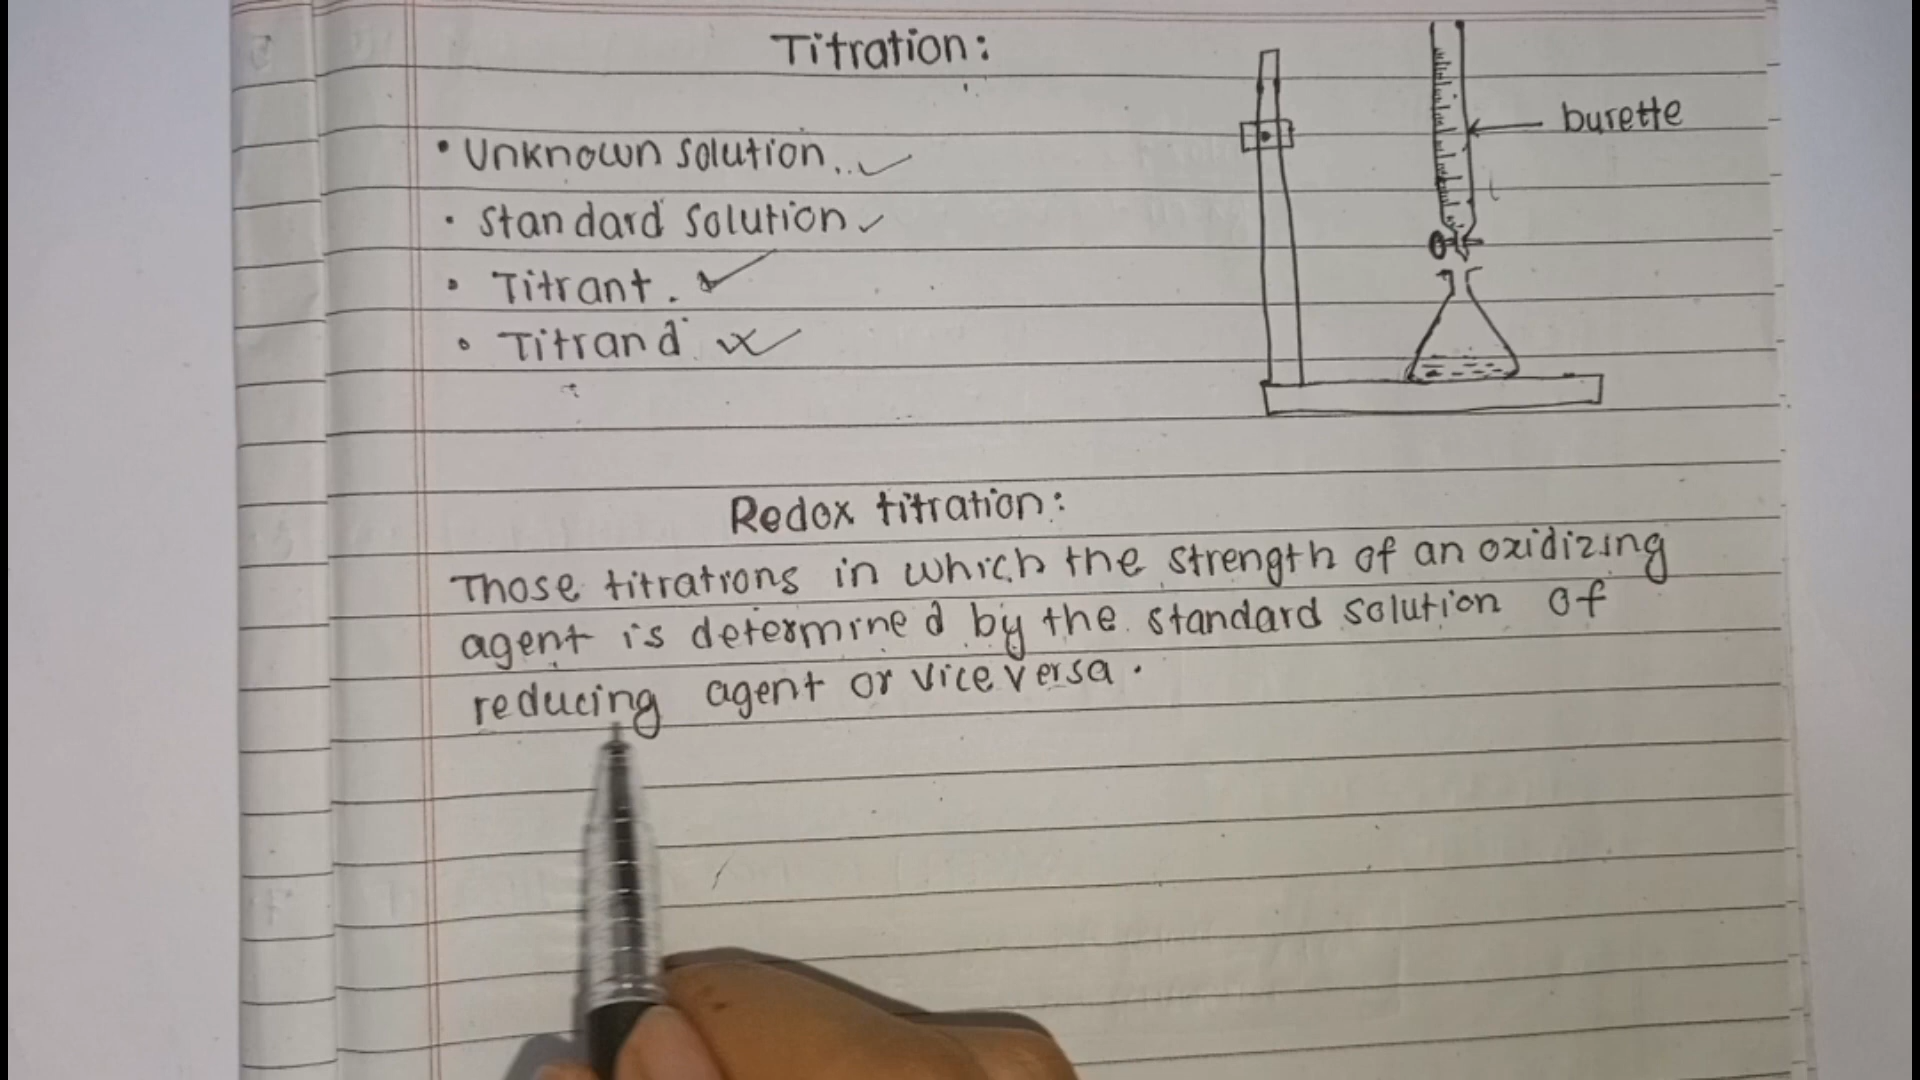 Titration:
burette
• Unknown solution.
• Standard solution
• Titrant.
• Titrand
Redox titration:
Those titrations in which the strength of an oxidizing
agent is determined by the standard solution of
reducing agent or vice versa.